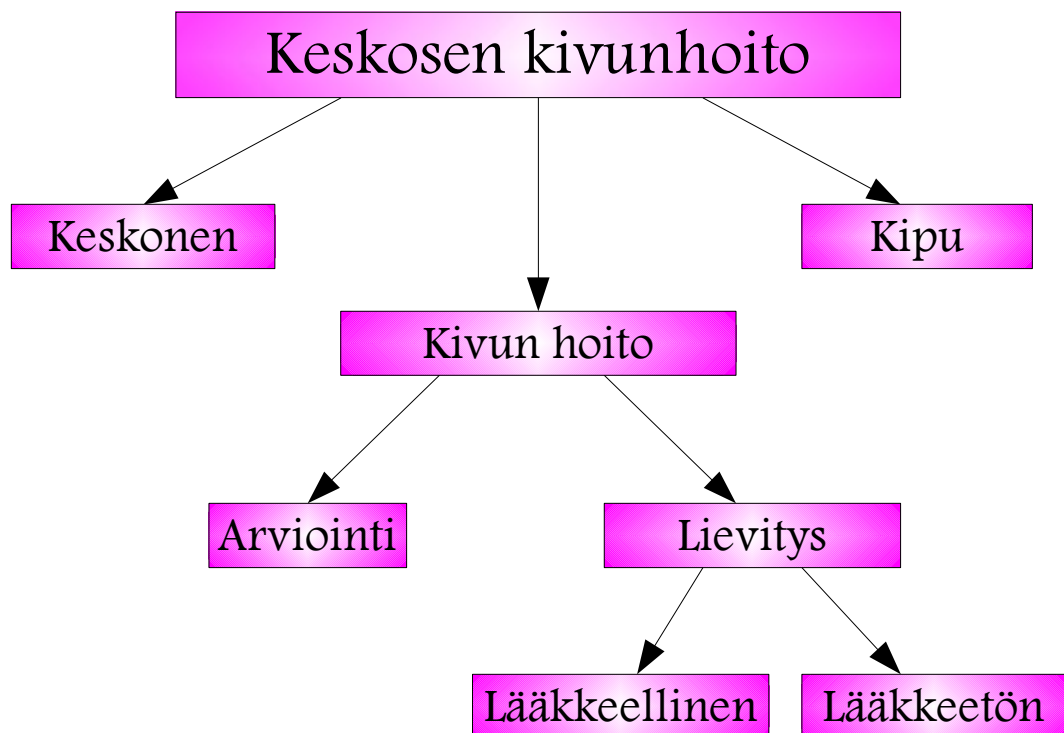 Keskosen kivunhoito
Keskonen
Kipu
Kivun hoito
Arviointi
Lievitys
Lääkkeellinen
Lääkkeetön